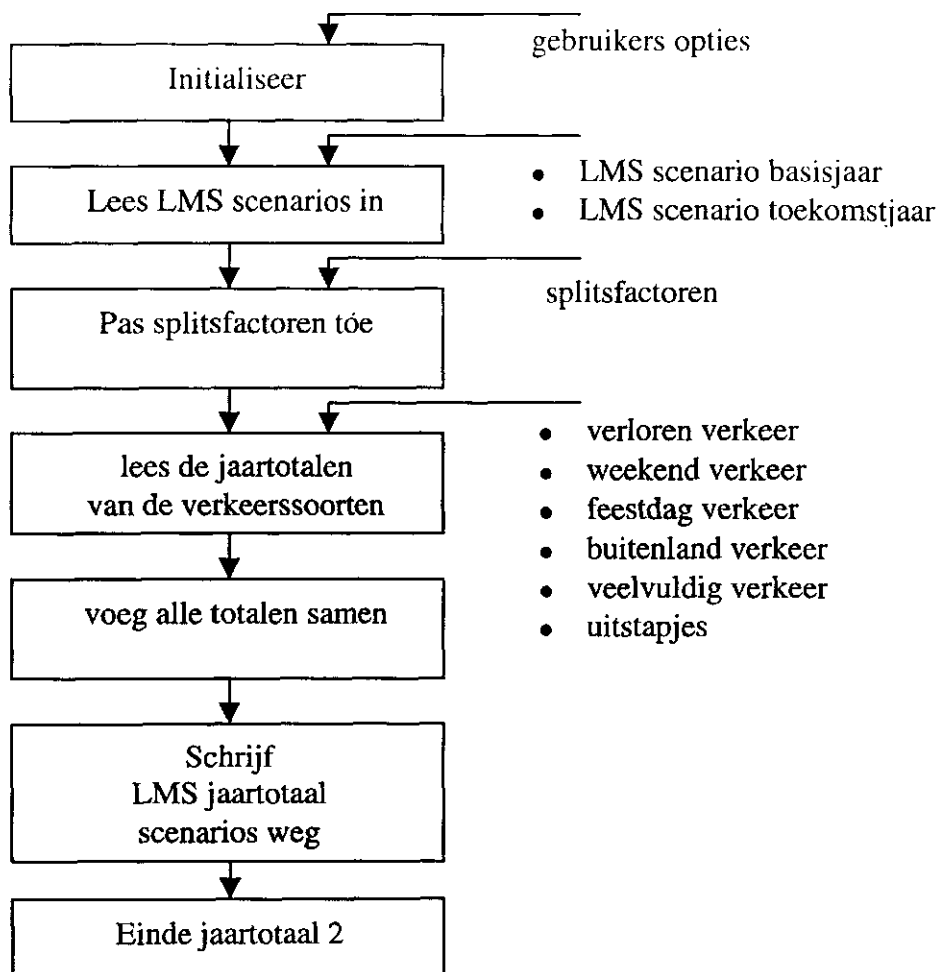 gebruikers opties
Initialiseer
Lees LMS scenarios in
• LMS scenario basisjaar
• LMS scenario toekomstjaar
splitsfactoren
Pas splitsfactoren toe
lees de jaartotalen
van de verkeerssoorten
• verloren verkeer
• weekend verkeer
• feestdag verkeer
• buitenland verkeer
• veelvuldig verkeer
• uitstapjes
voeg alle totalen samen
Schrijf
LMS jaartotaal
scenarios weg
Einde jaartotaal 2